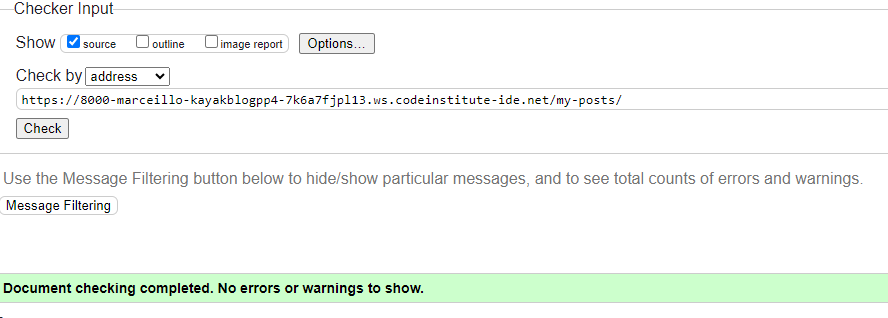 Checker Input
Show source outline image report Options...
Check by address
https://8000-marceillo-kayakblogpp4-7k6a7fjpl13.ws.codeinstitute-ide.net/my-posts/
Check
Use the Message Filtering button below to hide/show particular messages, and to see total counts of errors and warnings.
Message Filtering
Document checking completed. No errors or warnings to show.